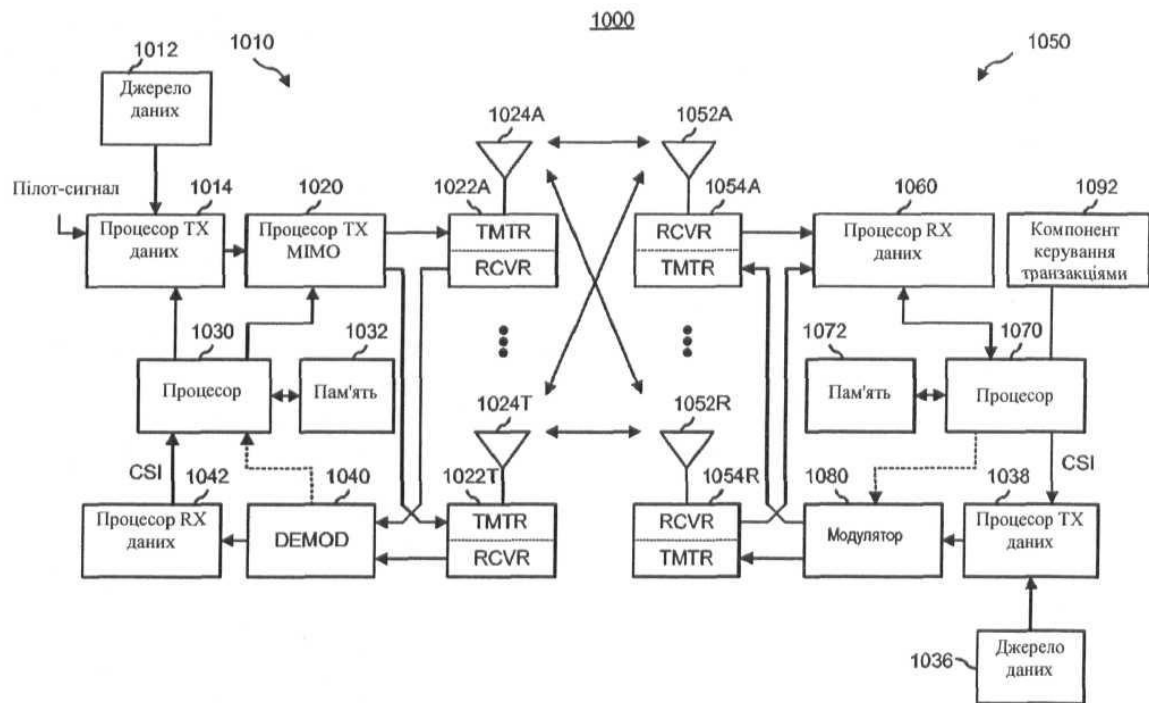 1000
1012
1010
1050
Джерело
даних
1024A
1052A
Пілот-сигнал
1014
1020
1022A
1054A
1060
1092
Процесор TX
даних
Процесор TX
MIMO
TMTR
RCVR
RCVR
TMTR
Процесор RX
даних
Компонент
керування
транзакціями
1030
1032
1072
1070
Процесор
Пам'ять
Пам'ять
Процесор
1024T
1052R
CSI
1042
1040
1022T
1054R
1080
CSI
1038
Процесор RX
даних
DEMOD
TMTR
RCVR
RCVR
TMTR
Модулятор
Процесор TX
даних
1036
Джерело
даних